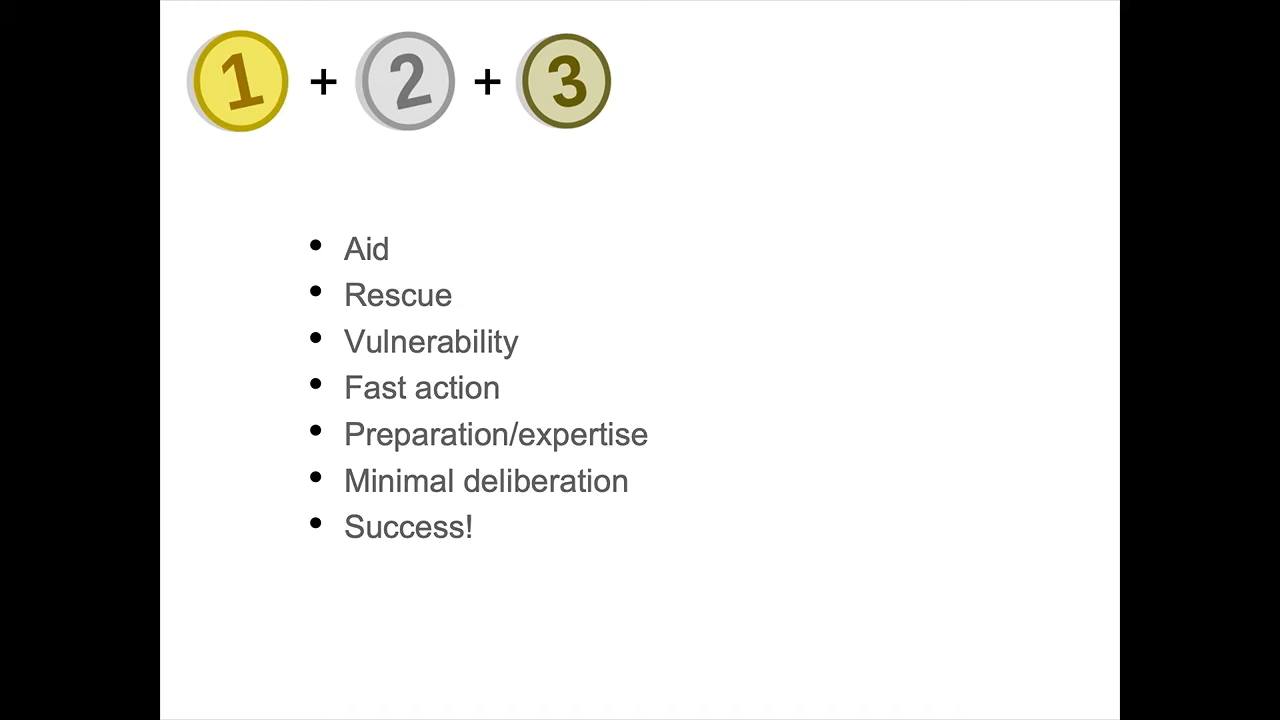 1 + 2 + 3
• Aid
• Rescue
• Vulnerability
• Fast action
• Preparation/expertise
• Minimal deliberation
• Success!